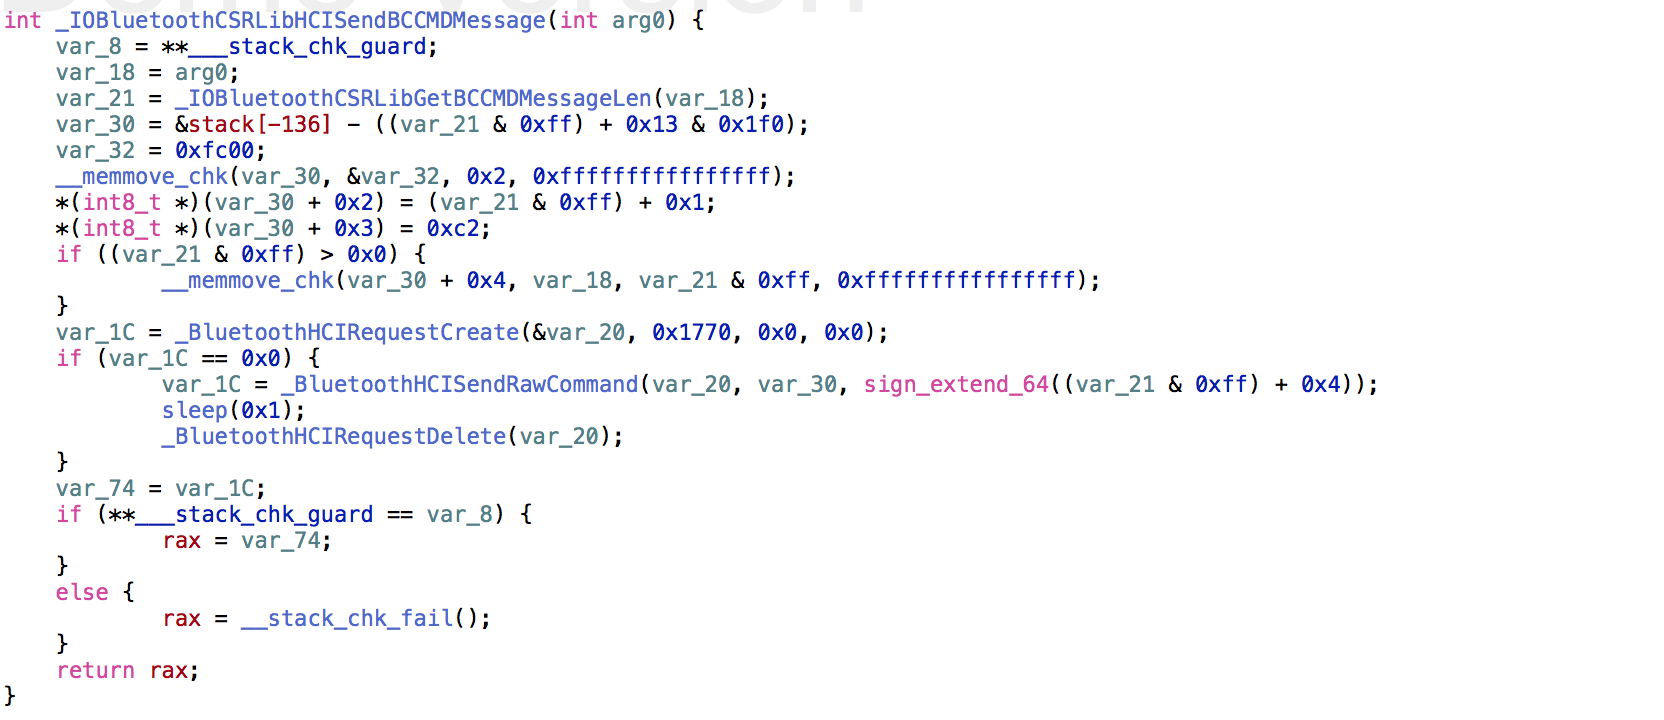 Demo version
int _IOBluetoothCSRLibHCISendBCCMDMessage(int arg0) {
    var_8 = **___stack_chk_guard;
    var_18 = arg0;
    var_21 = _IOBluetoothCSRLibGetBCCMDMessageLen(var_18);
    var_30 = &stack[-136] - ((var_21 & 0xff) + 0x13 & 0x1f0);
    var_32 = 0xfc00;
    __memmove_chk(var_30, &var_32, 0x2, 0xffffffffffffffff);
    *(int8_t *)(var_30 + 0x2) = (var_21 & 0xff) + 0x1;
    *(int8_t *)(var_30 + 0x3) = 0xc2;
    if ((var_21 & 0xff) > 0x0) {
            __memmove_chk(var_30 + 0x4, var_18, var_21 & 0xff, 0xffffffffffffffff);
    }
    var_1C = _BluetoothHCIRequestCreate(&var_20, 0x1770, 0x0, 0x0);
    if (var_1C == 0x0) {
            var_1C = _BluetoothHCISendRawCommand(var_20, var_30, sign_extend_64((var_21 & 0xff) + 0x4));
            sleep(0x1);
            _BluetoothHCIRequestDelete(var_20);
    }
    var_74 = var_1C;
    if (**___stack_chk_guard == var_8) {
            rax = var_74;
    }
    else {
            rax = __stack_chk_fail();
    }
    return rax;
}